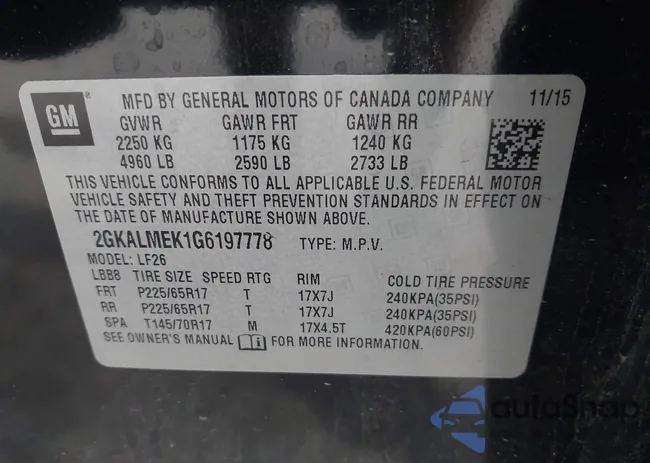 GM ® MFD BY GENERAL MOTORS OF CANADA COMPANY 11/15
GVWR GAWR FRT GAWR RR
2250 KG 1175 KG 1240 KG
4960 LB 2590 LB 2733 LB
THIS VEHICLE CONFORMS TO ALL APPLICABLE U.S. FEDERAL MOTOR
VEHICLE SAFETY AND THEFT PREVENTION STANDARDS IN EFFECT ON
THE DATE OF MANUFACTURE SHOWN ABOVE.
2GKALMEK1G6197778 TYPE: M.P.V.
MODEL: LF26
LBB8 TIRE SIZE SPEED RTG RIM COLD TIRE PRESSURE
FRT P225/65R17 T 17X7J 240KPA(35PSI)
RR P225/65R17 T 17X7J 240KPA(35PSI)
SPA T145/70R17 M 17X4.5T 420KPA(60PSI)
SEE OWNER'S MANUAL FOR MORE INFORMATION.
autoSnap